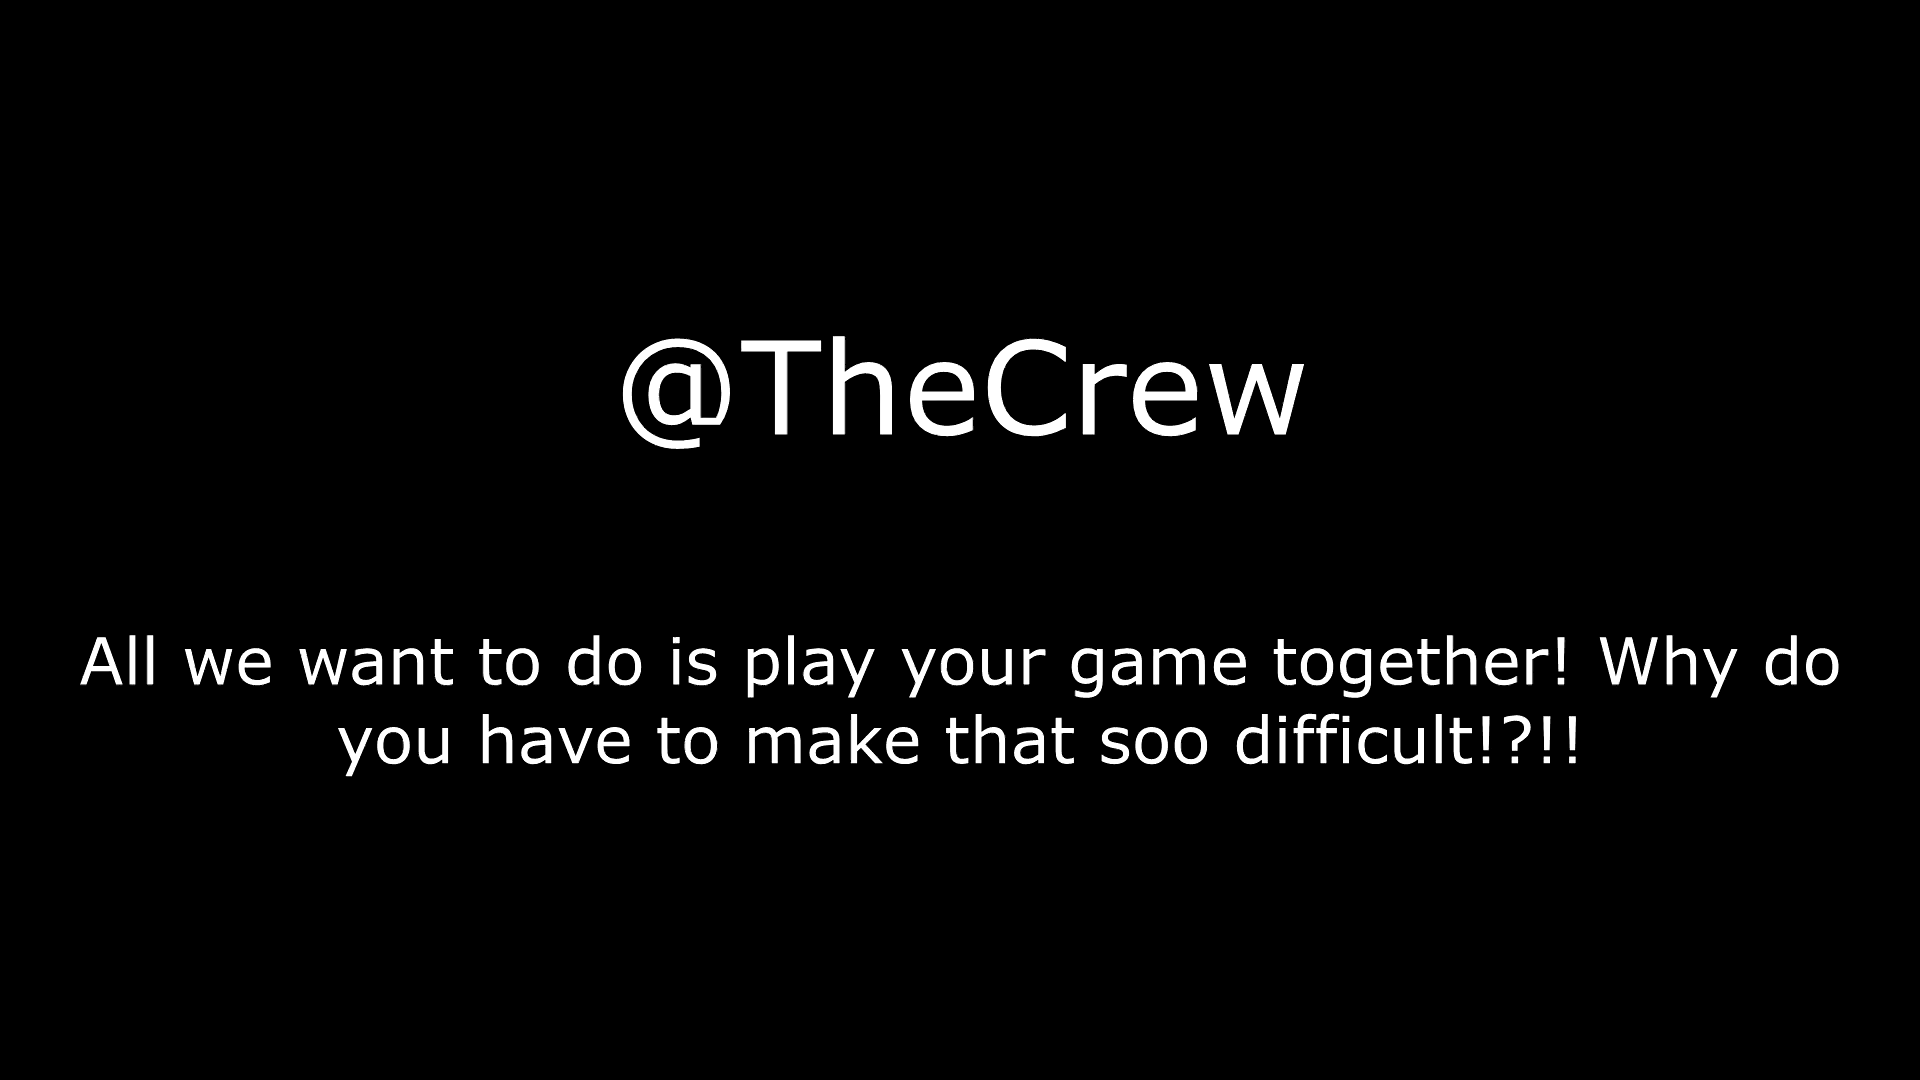 @TheCrew
All we want to do is play your game together! Why do
you have to make that soo difficult!?!!